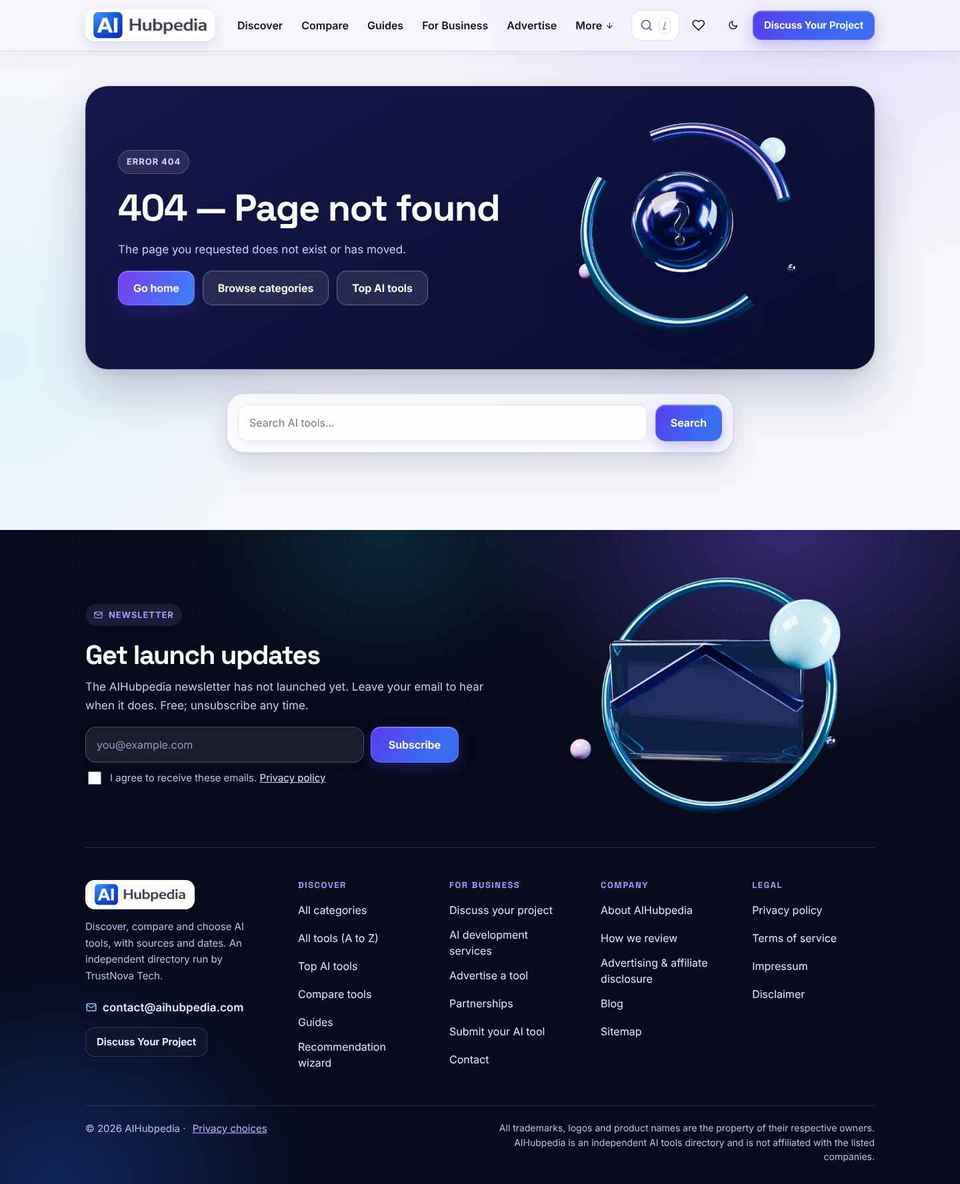 AI Hubpedia
Discover
Compare
Guides
For Business
Advertise
More ↓
/
Discuss Your Project
ERROR 404
404 — Page not found
The page you requested does not exist or has moved.
Go home
Browse categories
Top AI tools
?
Search AI tools...
Search
NEWSLETTER
Get launch updates
The AIHubpedia newsletter has not launched yet. Leave your email to hear
when it does. Free; unsubscribe any time.
you@example.com
Subscribe
I agree to receive these emails. Privacy policy
AI Hubpedia
Discover, compare and choose AI
tools, with sources and dates. An
independent directory run by
TrustNova Tech.
contact@aihubpedia.com
Discuss Your Project
DISCOVER
All categories
All tools (A to Z)
Top AI tools
Compare tools
Guides
Recommendation
wizard
FOR BUSINESS
Discuss your project
AI development
services
Advertise a tool
Partnerships
Submit your AI tool
Contact
COMPANY
About AIHubpedia
How we review
Advertising & affiliate
disclosure
Blog
Sitemap
LEGAL
Privacy policy
Terms of service
Impressum
Disclaimer
© 2026 AIHubpedia · Privacy choices
All trademarks, logos and product names are the property of their respective owners.
AIHubpedia is an independent AI tools directory and is not affiliated with the listed
companies.